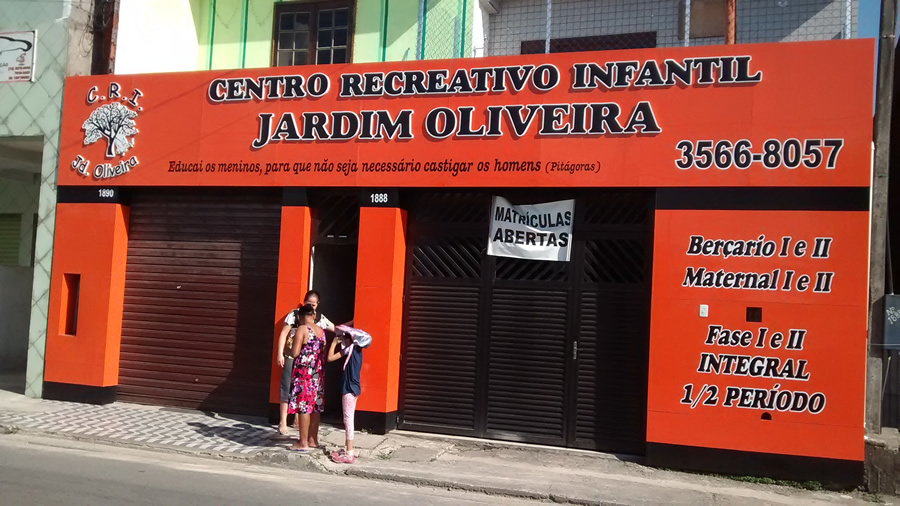 CENTRO RECREATIVO INFANTIL
JARDIM OLIVEIRA
C.R.I.
Jd. Oliveira
Educai os meninos, para que não seja necessário castigar os homens (Pitágoras)
3566-8057
1890
1888
MATRÍCULAS
ABERTAS
Berçario I e II
Maternal I e II
Fase I e II
INTEGRAL
1/2 PERÍODO